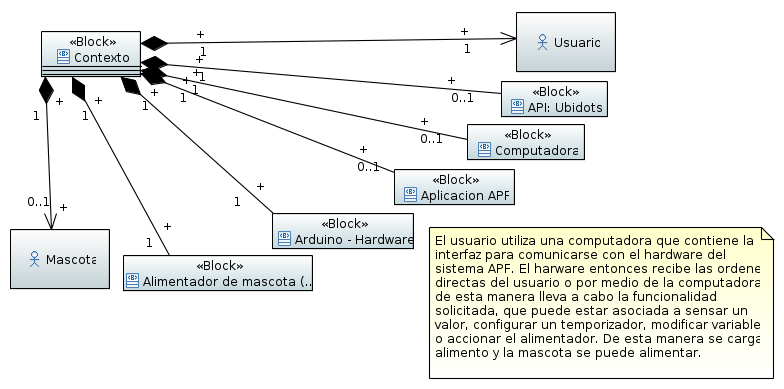 «Block»
Contexto
+
1
+
1
Usuario
+
1
+
0..1
«Block»
API: Ubidots
+
1
+
0..1
«Block»
Computadora
+
1
+
0..1
«Block»
Aplicacion APF
+
1
+
1
«Block»
Arduino - Hardware
+
1
+
1
«Block»
Alimentador de mascota (...
+
1
0..1
+
Mascota
El usuario utiliza una computadora que contiene la
interfaz para comunicarse con el hardware del
sistema APF. El harware entonces recibe las ordene
directas del usuario o por medio de la computadora
de esta manera lleva a cabo la funcionalidad
solicitada, que puede estar asociada a sensar un
valor, configurar un temporizador, modificar variable
o accionar el alimentador. De esta manera se carga
alimento y la mascota se puede alimentar.